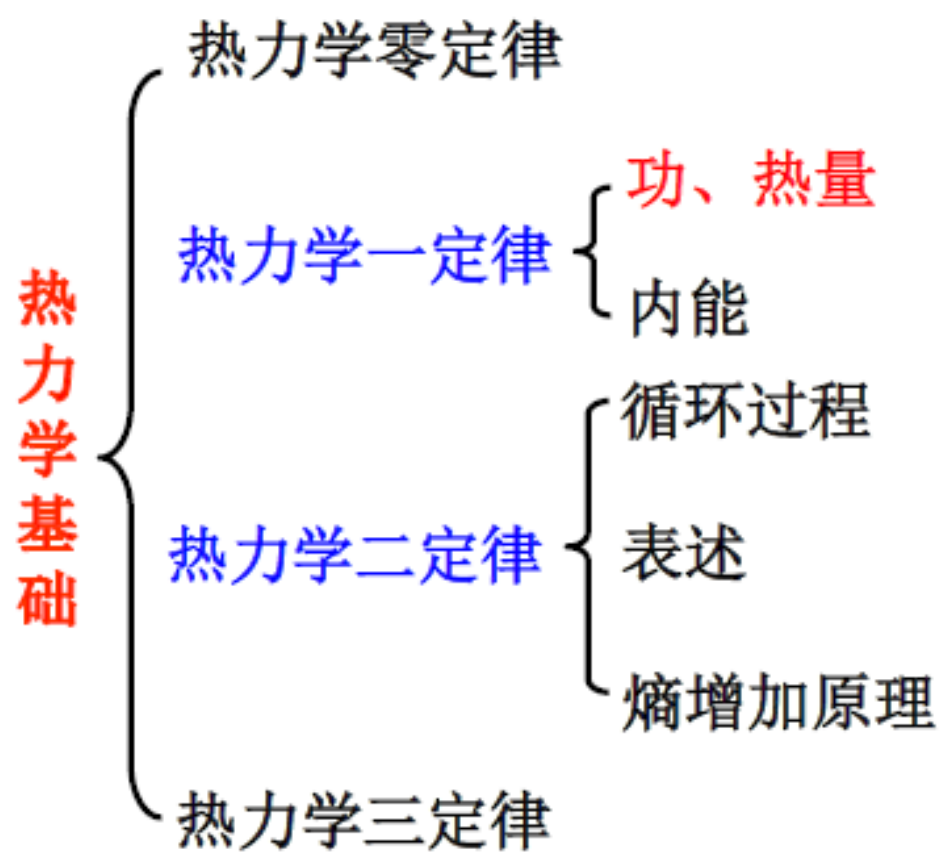 热力学基础
热力学零定律
热力学一定律
功、热量
内能
热力学二定律
循环过程
表述
熵增加原理
热力学三定律